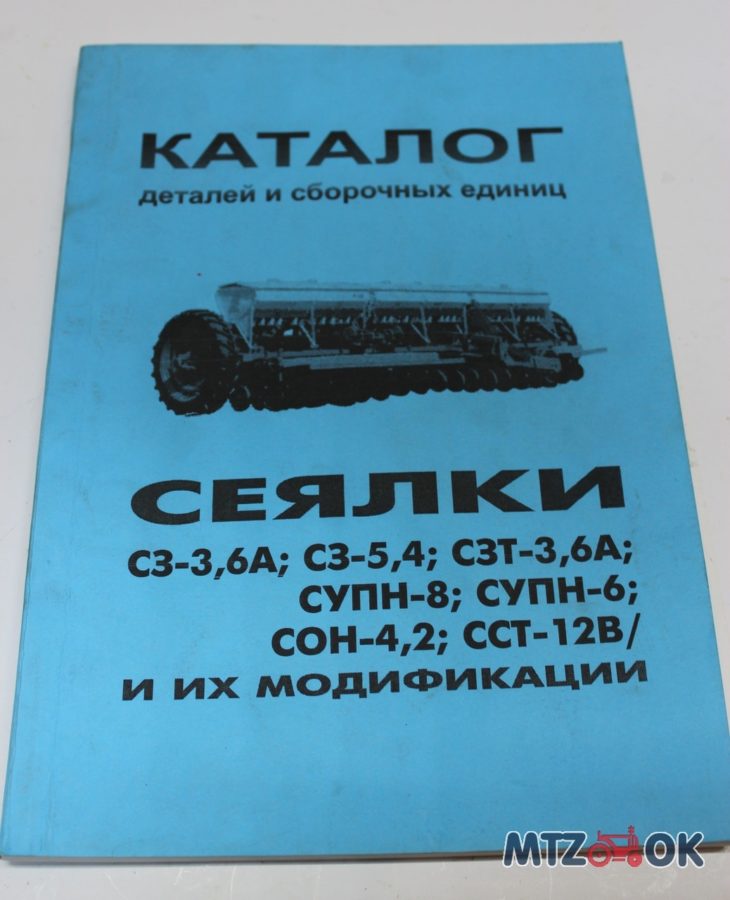 КАТАЛОГ
деталей и сборочных единиц
СЕЯЛКИ
СЗ-3,6А; СЗ-5,4; СЗТ-3,6А;
СУПН-8; СУПН-6;
СОН-4,2; ССТ-12В/
И ИХ МОДИФИКАЦИИ
MTZ OK